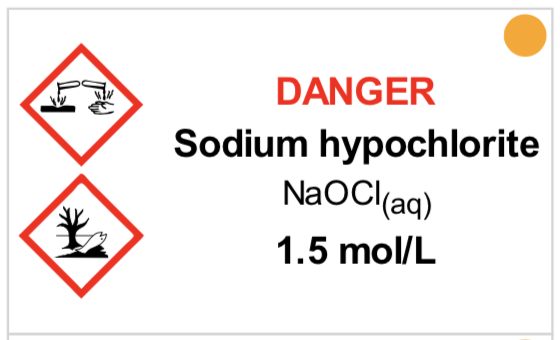 DANGER
Sodium hypochlorite
NaOCl(aq)
1.5 mol/L